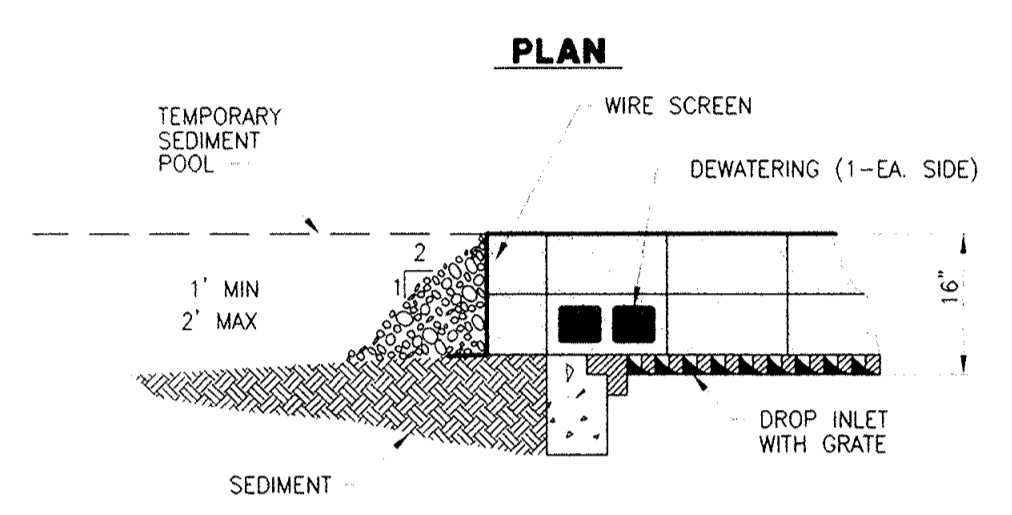 PLAN
TEMPORARY
SEDIMENT
POOL
WIRE SCREEN
DEWATERING (1-EA. SIDE)
2
1
1' MIN
2' MAX
16"
DROP INLET
WITH GRATE
SEDIMENT